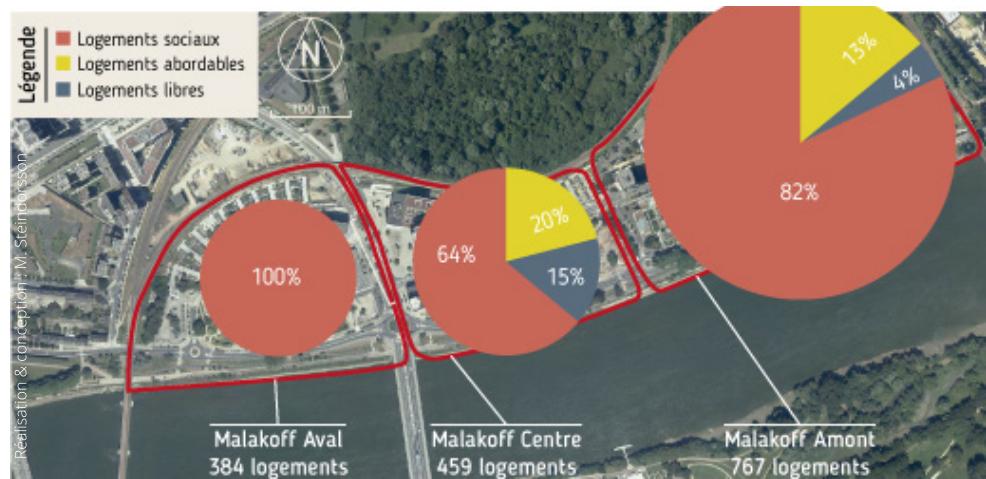 Légende
Logements sociaux
Logements abordables
Logements libres
N
100 m
13%
4%
82%
20%
64%
15%
100%
Réalisation & conception : M. Steindorsson
Malakoff Aval
384 logements
Malakoff Centre
459 logements
Malakoff Amont
767 logements